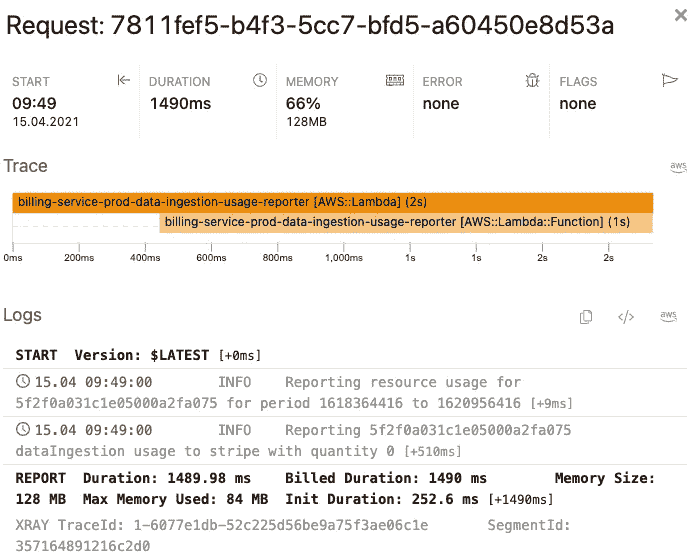 Request: 7811fef5-b4f3-5cc7-bfd5-a60450e8d53a
START
DURATION
MEMORY
ERROR
FLAGS
09:49
1490ms
66%
none
none
15.04.2021
128MB
Trace
aws
billing-service-prod-data-ingestion-usage-reporter [AWS::Lambda] (2s)
billing-service-prod-data-ingestion-usage-reporter [AWS::Lambda::Function] (1s)
0ms 200ms 400ms 600ms 800ms 1,000ms 1s 1s 2s 2s
Logs
aws
START Version: $LATEST [+0ms]
15.04 09:49:00 INFO Reporting resource usage for
5f2f0a031c1e05000a2fa075 for period 1618364416 to 1620956416 [+9ms]
15.04 09:49:00 INFO Reporting 5f2f0a031c1e05000a2fa075
dataIngestion usage to stripe with quantity 0 [+510ms]
REPORT Duration: 1489.98 ms Billed Duration: 1490 ms Memory Size:
128 MB Max Memory Used: 84 MB Init Duration: 252.6 ms [+1490ms]
XRAY TraceId: 1-6077e1db-52c225d56be9a75f3ae06c1e SegmentId:
357164891216c2d0